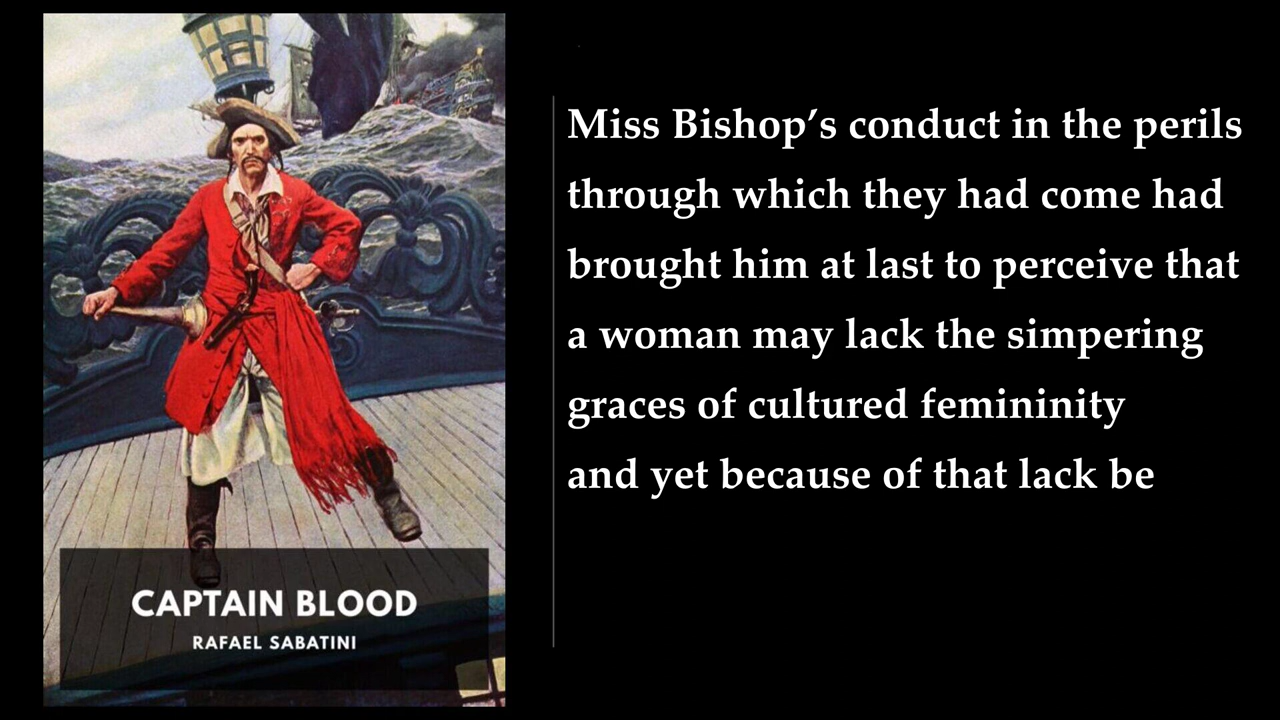 CAPTAIN BLOOD
RAFAEL SABATINI
Miss Bishop’s conduct in the perils
through which they had come had
brought him at last to perceive that
a woman may lack the simpering
graces of cultured femininity
and yet because of that lack be